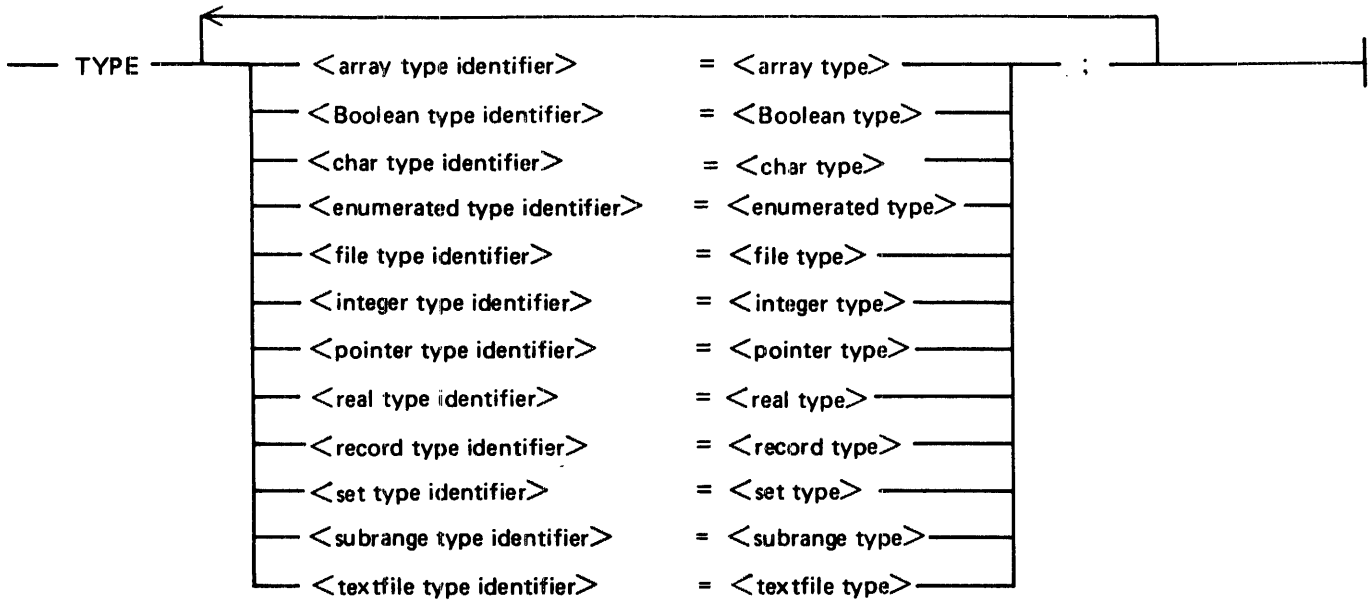 TYPE <array type identifier> = <array type> ;
<Boolean type identifier> = <Boolean type>
<char type identifier> = <char type>
<enumerated type identifier> = <enumerated type>
<file type identifier> = <file type>
<integer type identifier> = <integer type>
<pointer type identifier> = <pointer type>
<real type identifier> = <real type>
<record type identifier> = <record type>
<set type identifier> = <set type>
<subrange type identifier> = <subrange type>
<textfile type identifier> = <textfile type>